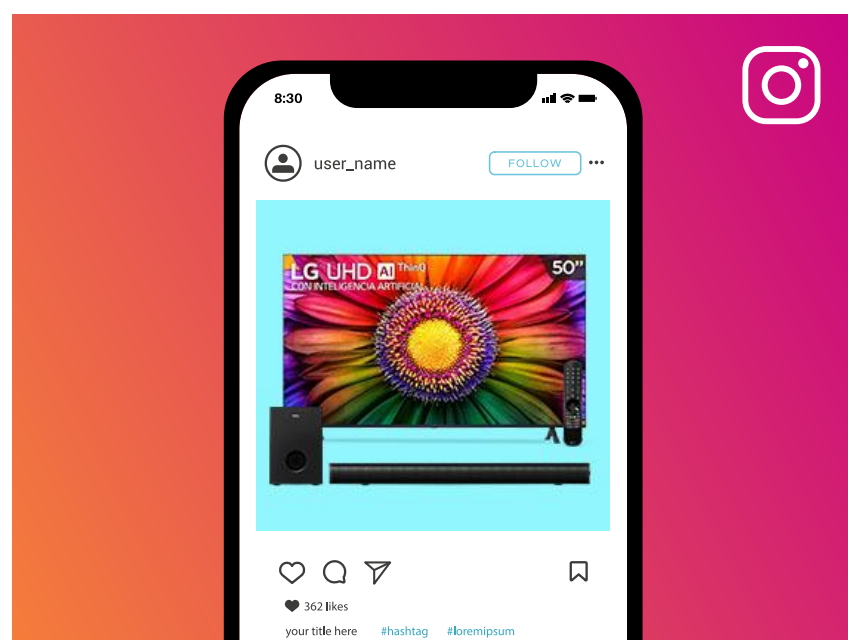 8:30
user_name
FOLLOW
LG UHD AI ThinQ
50”
CON INTELIGENCIA ARTIFICIAL
362 likes
your title here #hashtag #loremipsum